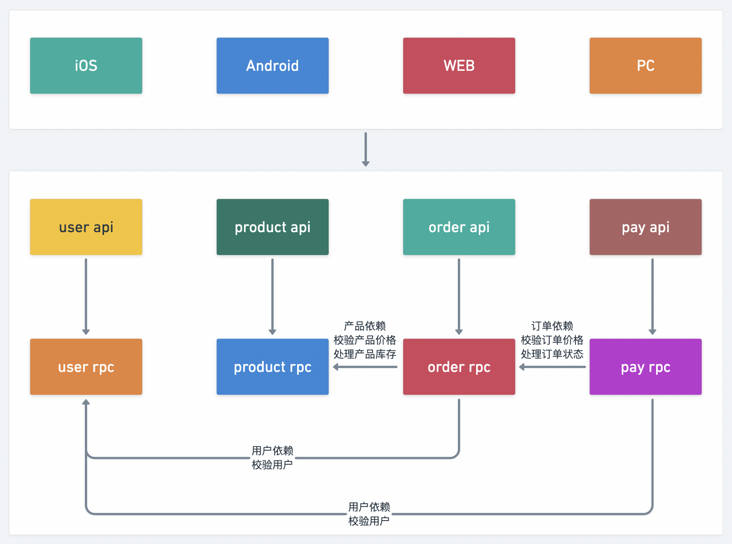 iOS
Android
WEB
PC
user api
product api
order api
pay api
产品依赖
校验产品价格
处理产品库存
订单依赖
校验订单价格
处理订单状态
user rpc
product rpc
order rpc
pay rpc
用户依赖
校验用户
用户依赖
校验用户